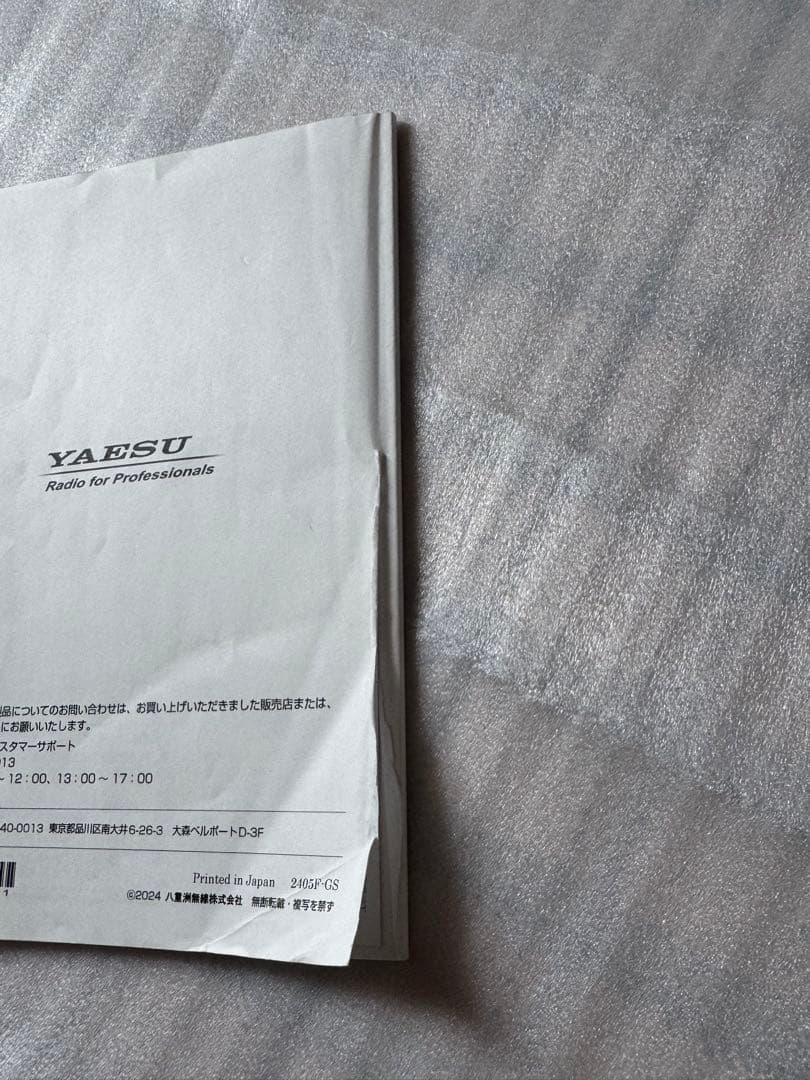 YAESU
Radio for Professionals
品についてのお問い合わせは、お買い上げいただきました販売店または、
にお願いいたします。
スタマーサポート
013
~ 12:00、13:00 ~ 17:00
40-0013 東京都品川区南大井6-26-3 大森ベルポートD-3F
1
Printed in Japan 2405F-GS
©2024 八重洲無線株式会社 無断転載・複写を禁ず